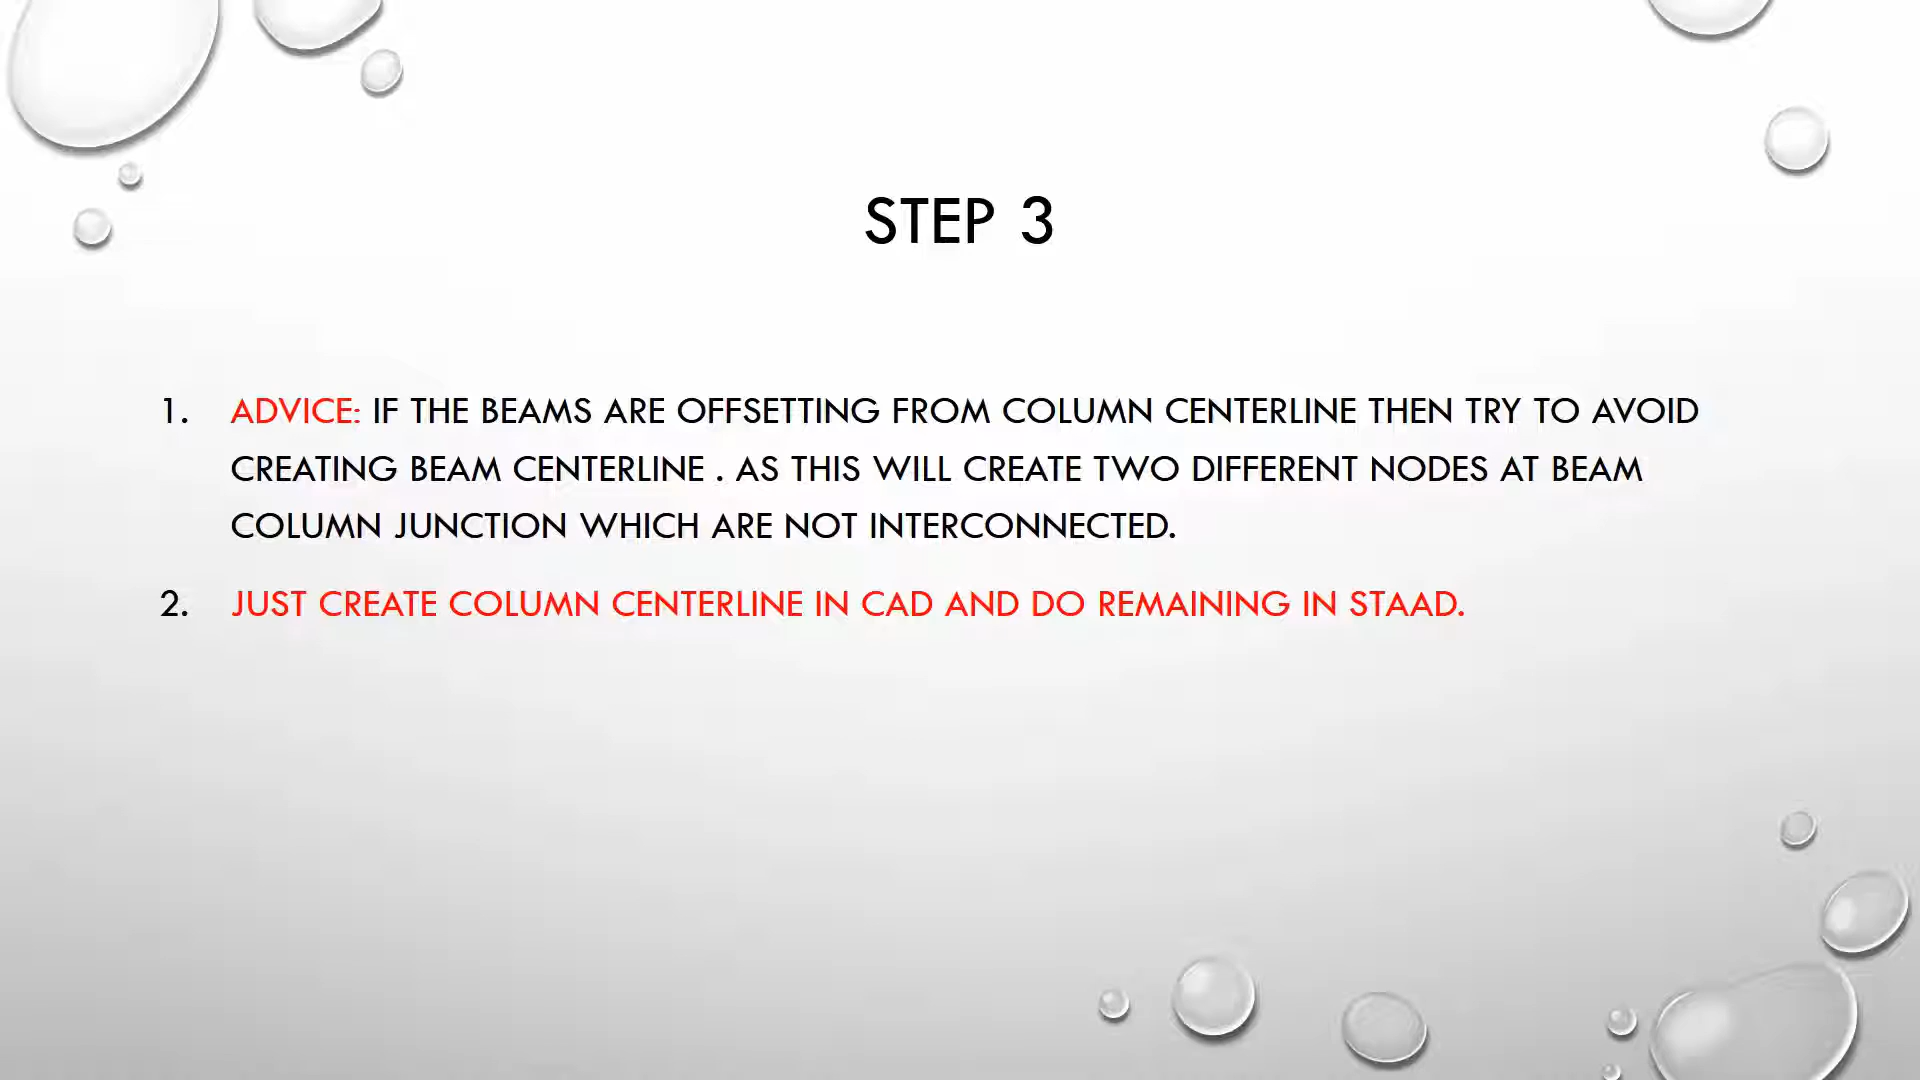 STEP 3
1. ADVICE: IF THE BEAMS ARE OFFSETTING FROM COLUMN CENTERLINE THEN TRY TO AVOID
CREATING BEAM CENTERLINE . AS THIS WILL CREATE TWO DIFFERENT NODES AT BEAM
COLUMN JUNCTION WHICH ARE NOT INTERCONNECTED.
2. JUST CREATE COLUMN CENTERLINE IN CAD AND DO REMAINING IN STAAD.